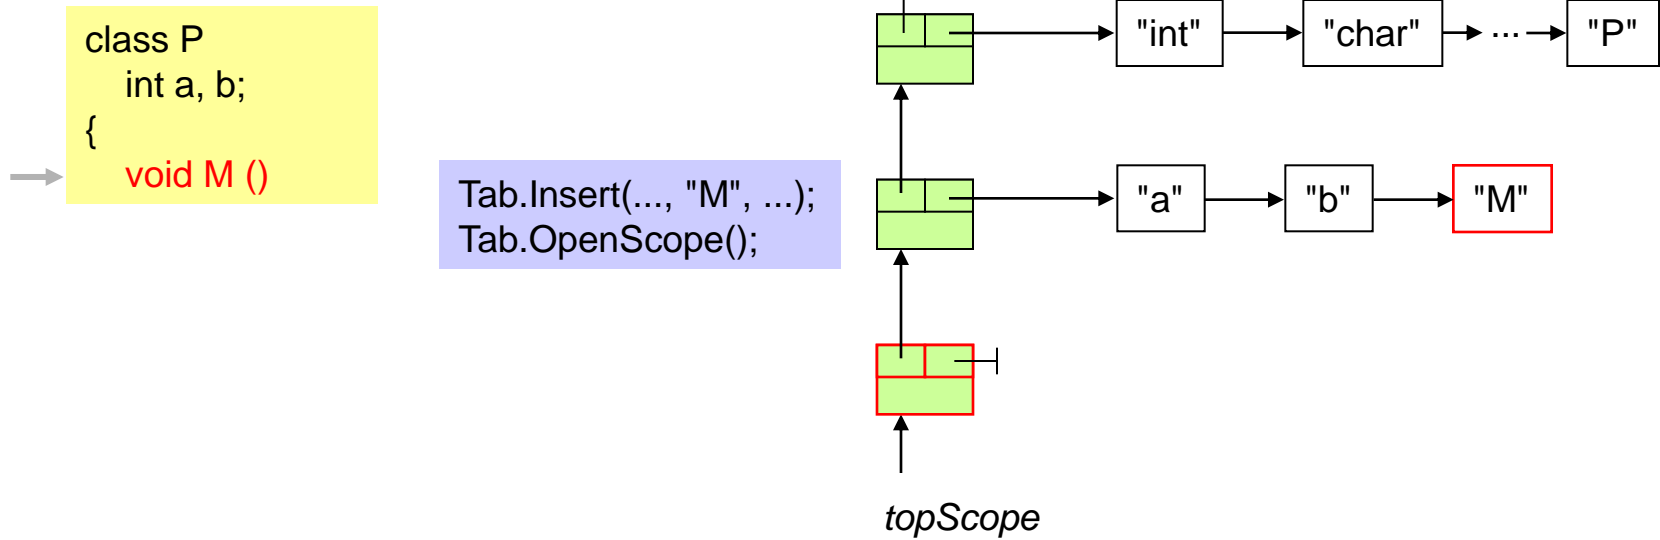 class P
int a, b;
{
void M ()
Tab.Insert(..., "M", ...);
Tab.OpenScope();
"int" "char" ... "P"
"a" "b" "M"
topScope